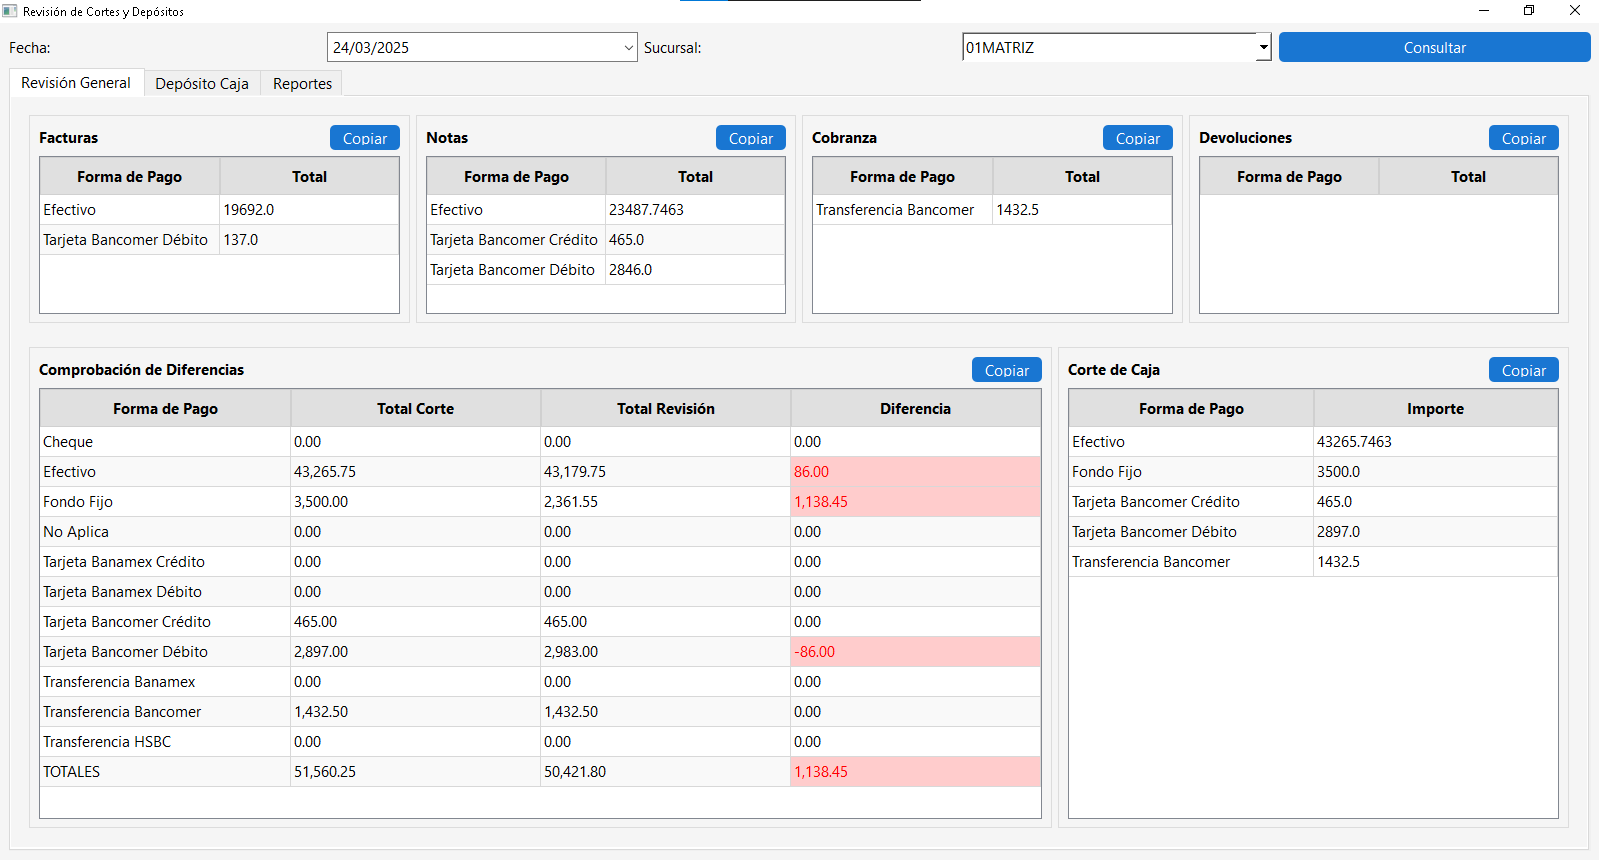 Revisión de Cortes y Depósitos
Fecha: 24/03/2025 Sucursal: 01MATRIZ Consultar
Revisión General Depósito Caja Reportes
Facturas Copiar
Forma de Pago Total
Efectivo 19692.0
Tarjeta Bancomer Débito 137.0
Notas Copiar
Forma de Pago Total
Efectivo 23487.7463
Tarjeta Bancomer Crédito 465.0
Tarjeta Bancomer Débito 2846.0
Cobranza Copiar
Forma de Pago Total
Transferencia Bancomer 1432.5
Devoluciones Copiar
Forma de Pago Total
Comprobación de Diferencias Copiar
Forma de Pago Total Corte Total Revisión Diferencia
Cheque 0.00 0.00 0.00
Efectivo 43,265.75 43,179.75 86.00
Fondo Fijo 3,500.00 2,361.55 1,138.45
No Aplica 0.00 0.00 0.00
Tarjeta Banamex Crédito 0.00 0.00 0.00
Tarjeta Banamex Débito 0.00 0.00 0.00
Tarjeta Bancomer Crédito 465.00 465.00 0.00
Tarjeta Bancomer Débito 2,897.00 2,983.00 -86.00
Transferencia Banamex 0.00 0.00 0.00
Transferencia Bancomer 1,432.50 1,432.50 0.00
Transferencia HSBC 0.00 0.00 0.00
TOTALES 51,560.25 50,421.80 1,138.45
Corte de Caja Copiar
Forma de Pago Importe
Efectivo 43265.7463
Fondo Fijo 3500.0
Tarjeta Bancomer Crédito 465.0
Tarjeta Bancomer Débito 2897.0
Transferencia Bancomer 1432.5